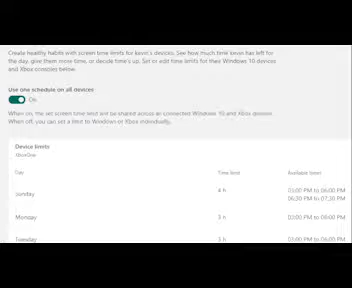 Create healthy habits with screen time limits for kevin's devices. See how much time kevin has left for
the day, give them more time, or decide time's up. Set or edit time limits for their Windows 10 devices
and Xbox consoles below.
Use one schedule on all devices
On
When on, the set screen time limit will be shared across all connected Windows 10 and Xbox devices.
When off, you can set a limit to Windows or Xbox individually.
Device limits
XboxOne
Day Time limit Available times
Sunday 4 h 03:00 PM to 06:00 PM
06:30 PM to 07:30 PM
Monday 3 h 03:00 PM to 06:00 PM
Tuesday 3 h 03:00 PM to 06:00 PM